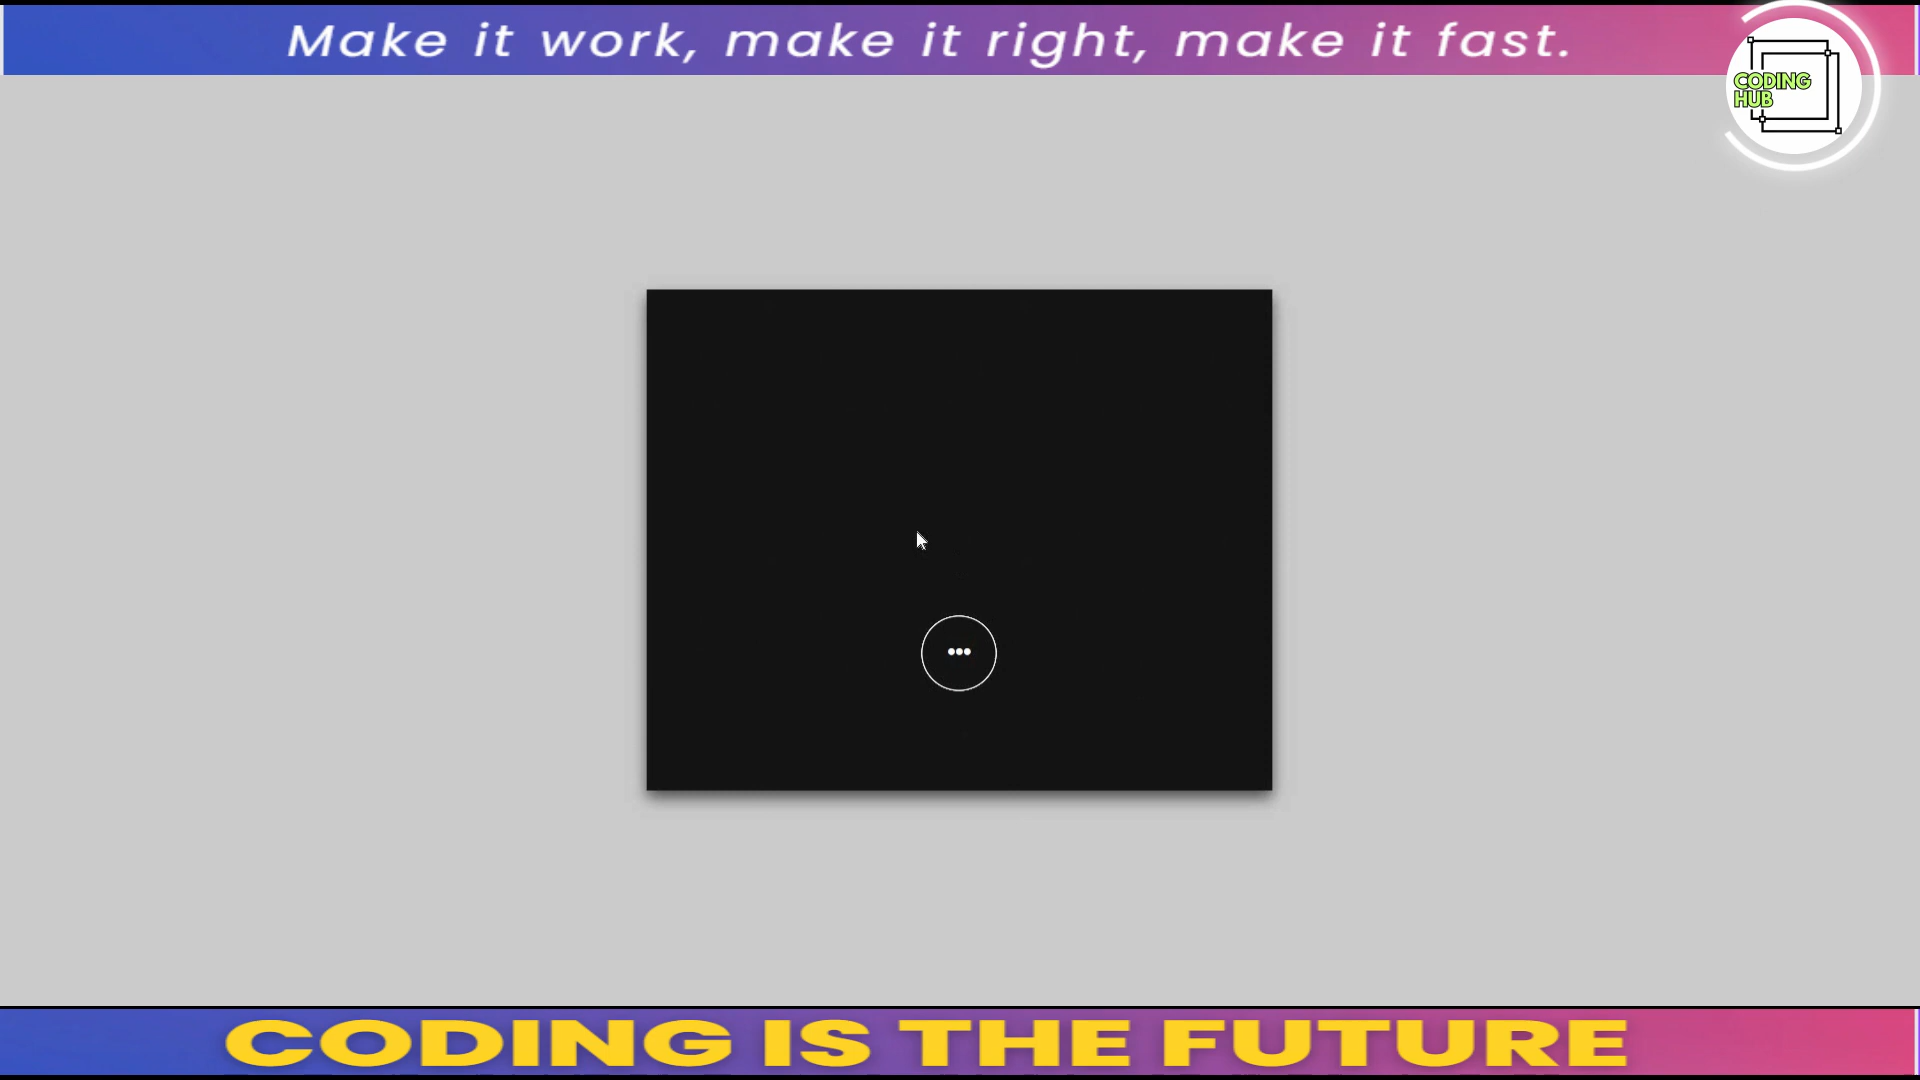 Make it work, make it right, make it fast.
CODING
HUB
CODING IS THE FUTURE